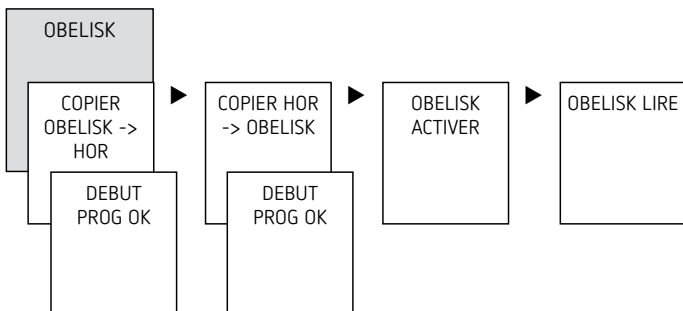 OBELISK
COPIER
OBELISK ->
HOR
DEBUT
PROG OK
COPIER HOR
-> OBELISK
DEBUT
PROG OK
OBELISK
ACTIVER
OBELISK LIRE